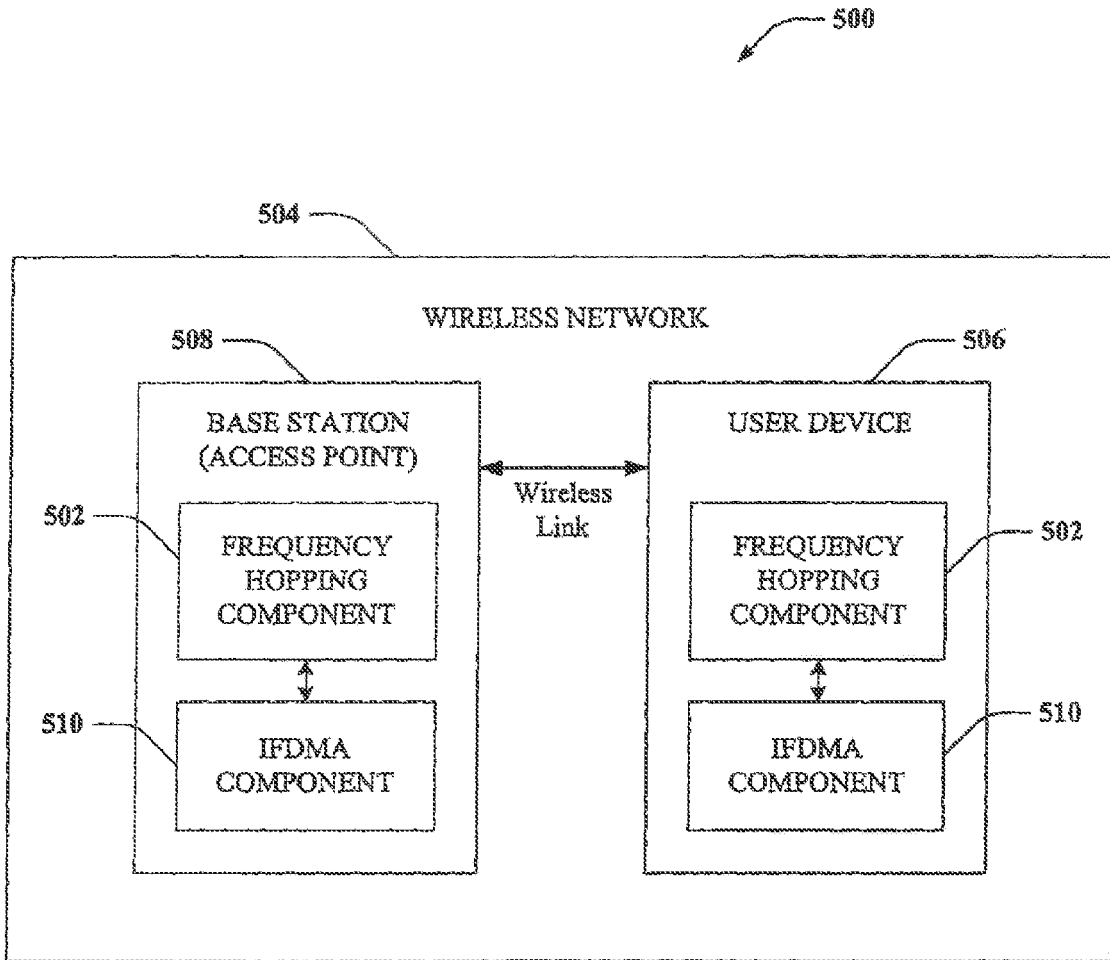 500
504
WIRELESS NETWORK
508
506
BASE STATION
(ACCESS POINT)
USER DEVICE
Wireless
Link
502
FREQUENCY
HOPPING
COMPONENT
FREQUENCY
HOPPING
COMPONENT
502
510
IFDMA
COMPONENT
IFDMA
COMPONENT
510